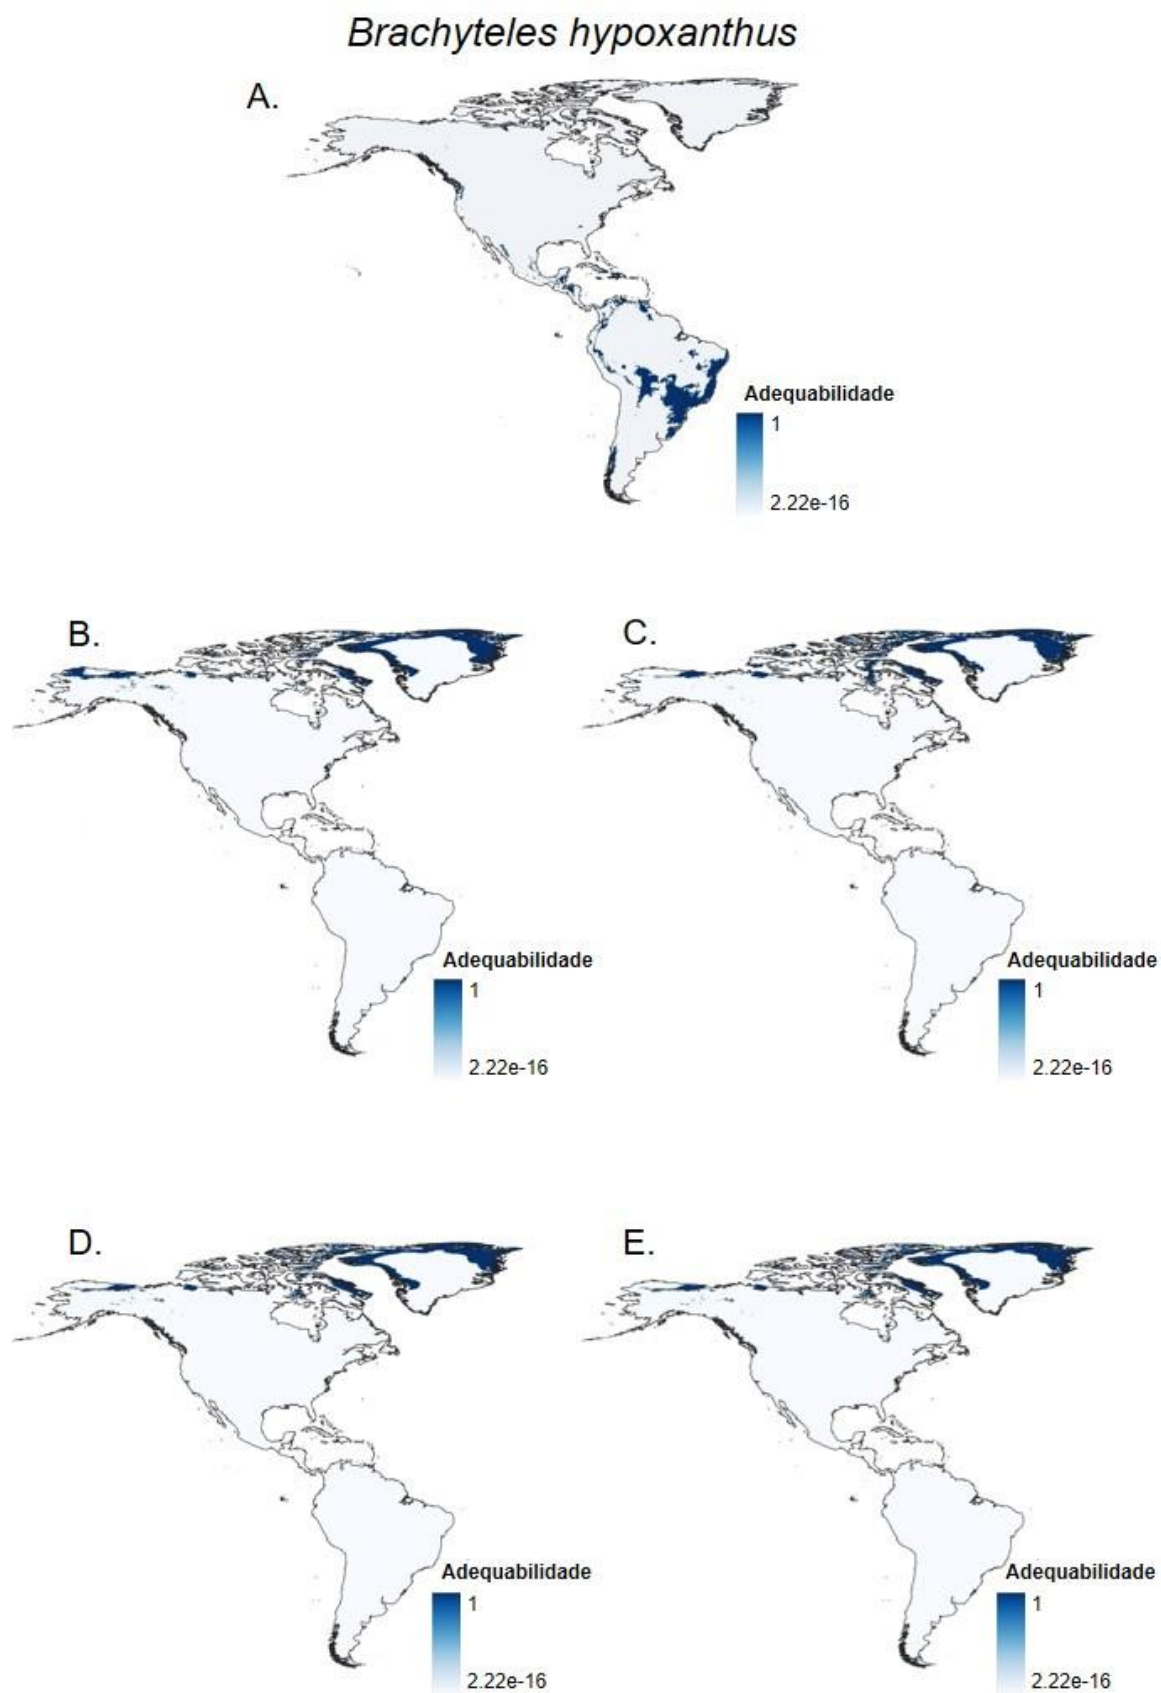 Brachyteles hypoxanthus
A.
Adequabilidade
1
2.22e-16
B.
C.
Adequabilidade
1
2.22e-16
Adequabilidade
1
2.22e-16
D.
E.
Adequabilidade
1
2.22e-16
Adequabilidade
1
2.22e-16